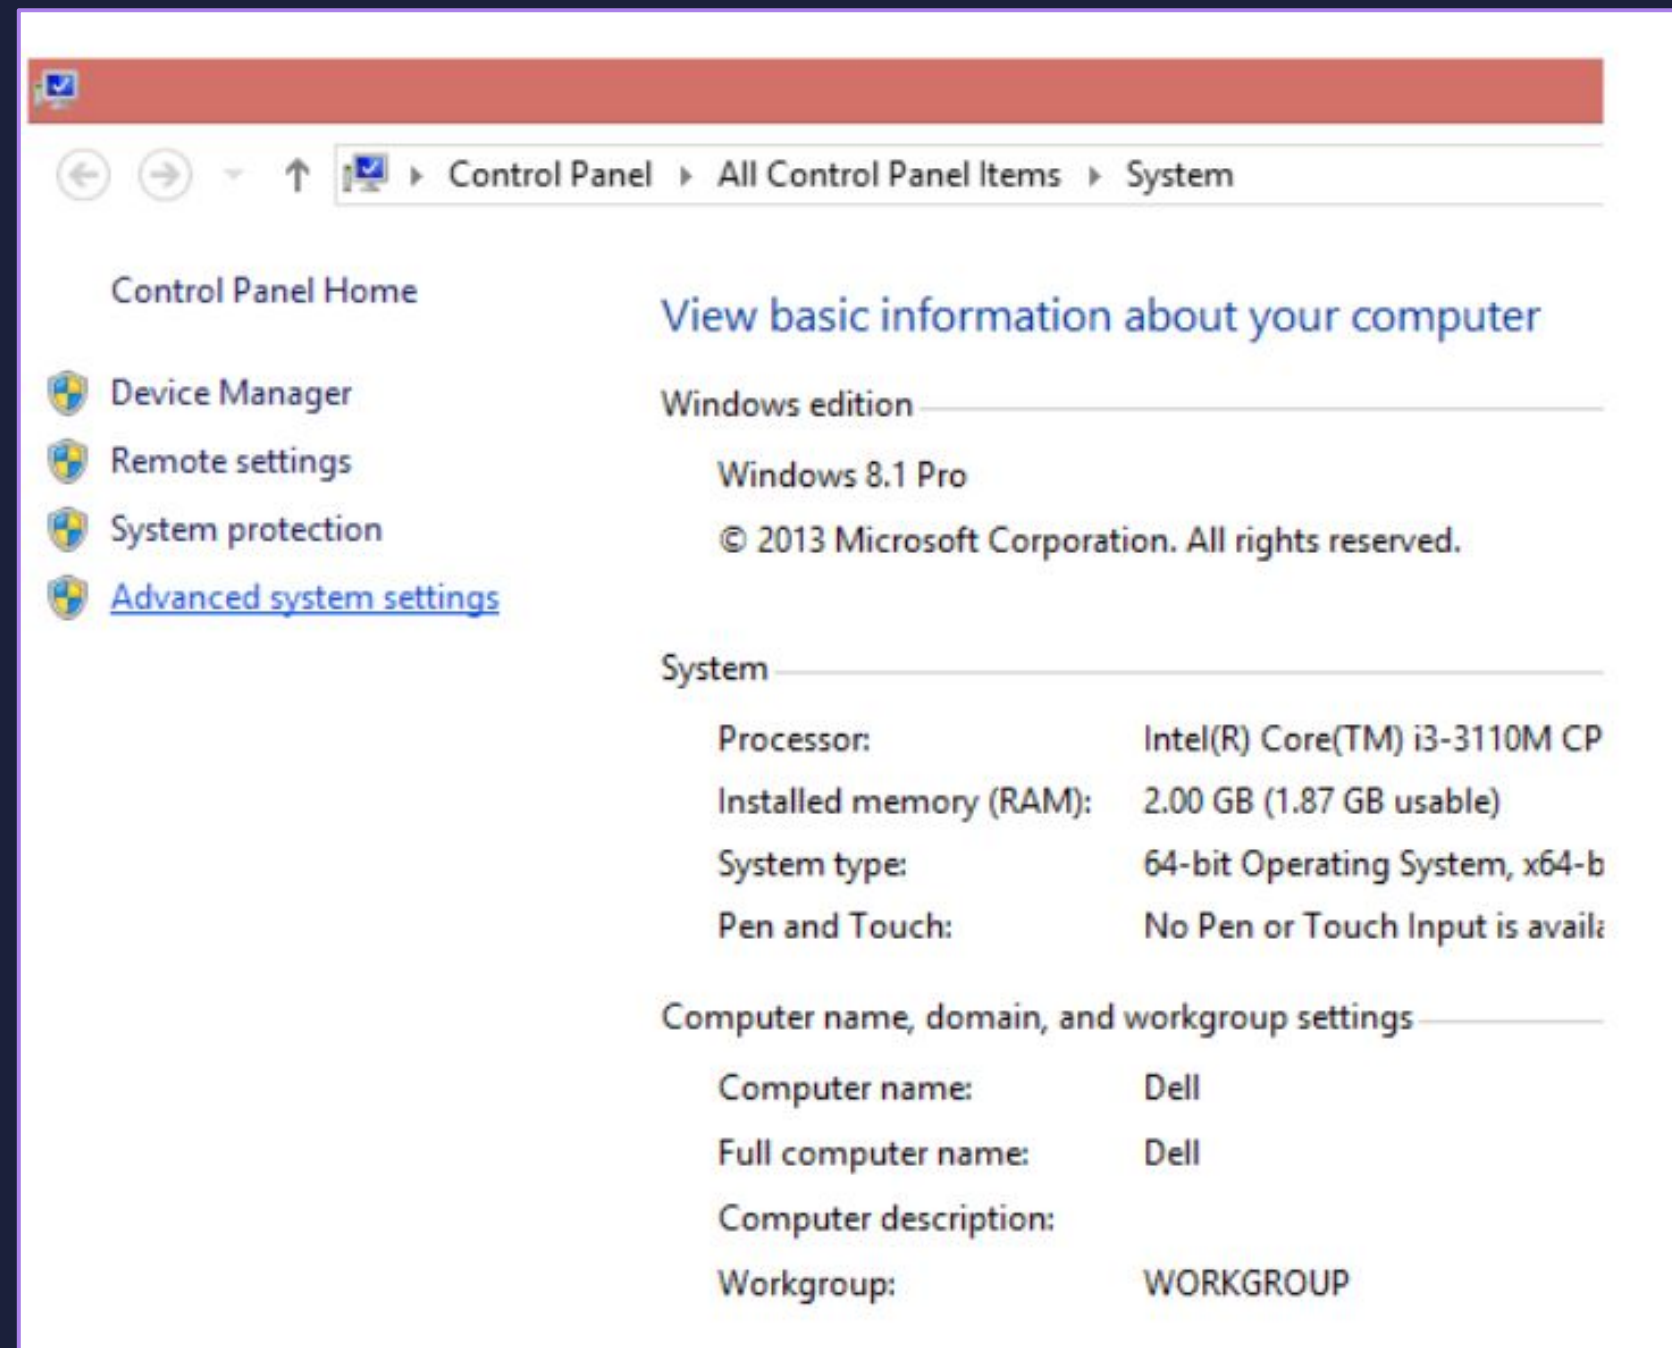 Control Panel All Control Panel Items System
Control Panel Home
Device Manager
Remote settings
System protection
Advanced system settings
View basic information about your computer
Windows edition
Windows 8.1 Pro
© 2013 Microsoft Corporation. All rights reserved.
System
Processor: Intel(R) Core(TM) i3-3110M CP
Installed memory (RAM): 2.00 GB (1.87 GB usable)
System type: 64-bit Operating System, x64-b
Pen and Touch: No Pen or Touch Input is availa
Computer name, domain, and workgroup settings
Computer name: Dell
Full computer name: Dell
Computer description:
Workgroup: WORKGROUP